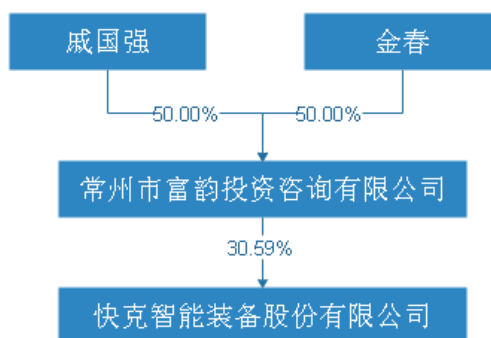 戚国强
金春
50.00%
50.00%
常州市富韵投资咨询有限公司
30.59%
快克智能装备股份有限公司